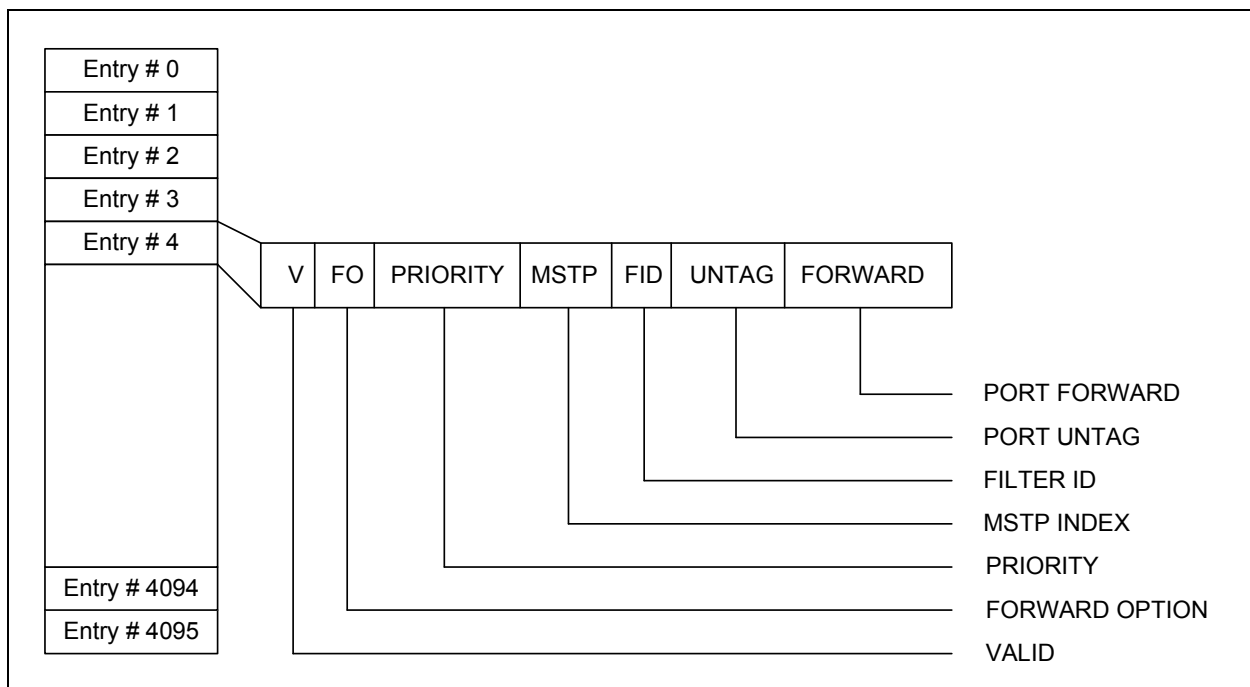 Entry # 0
Entry # 1
Entry # 2
Entry # 3
Entry # 4
V FO PRIORITY MSTP FID UNTAG FORWARD
PORT FORWARD
PORT UNTAG
FILTER ID
MSTP INDEX
PRIORITY
FORWARD OPTION
VALID
Entry # 4094
Entry # 4095